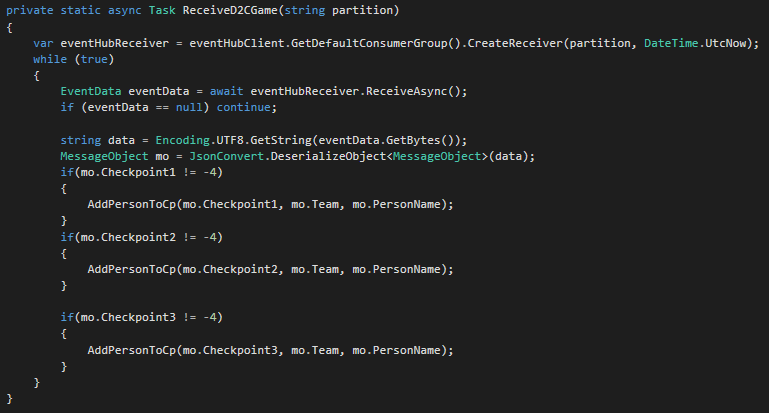 private static async Task ReceiveD2CGame(string partition)
{
    var eventHubReceiver = eventHubClient.GetDefaultConsumerGroup().CreateReceiver(partition, DateTime.UtcNow);
    while (true)
    {
        EventData eventData = await eventHubReceiver.ReceiveAsync();
        if (eventData == null) continue;

        string data = Encoding.UTF8.GetString(eventData.GetBytes());
        MessageObject mo = JsonConvert.DeserializeObject<MessageObject>(data);
        if(mo.Checkpoint1 != -4)
        {
            AddPersonToCp(mo.Checkpoint1, mo.Team, mo.PersonName);
        }
        if(mo.Checkpoint2 != -4)
        {
            AddPersonToCp(mo.Checkpoint2, mo.Team, mo.PersonName);
        }

        if(mo.Checkpoint3 != -4)
        {
            AddPersonToCp(mo.Checkpoint3, mo.Team, mo.PersonName);
        }
    }
}